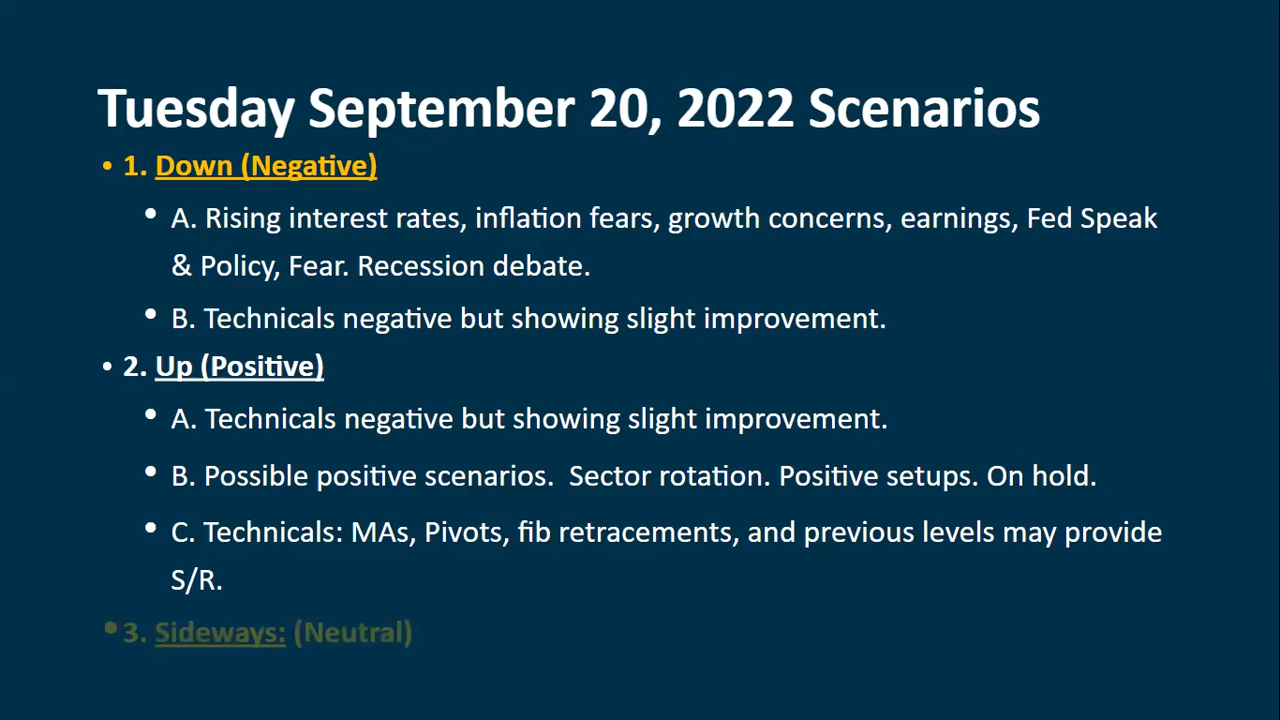 Tuesday September 20, 2022 Scenarios
• 1. Down (Negative)
• A. Rising interest rates, inflation fears, growth concerns, earnings, Fed Speak
& Policy, Fear. Recession debate.
• B. Technicals negative but showing slight improvement.
• 2. Up (Positive)
• A. Technicals negative but showing slight improvement.
• B. Possible positive scenarios.  Sector rotation. Positive setups. On hold.
• C. Technicals: MAs, Pivots, fib retracements, and previous levels may provide
S/R.
• 3. Sideways: (Neutral)